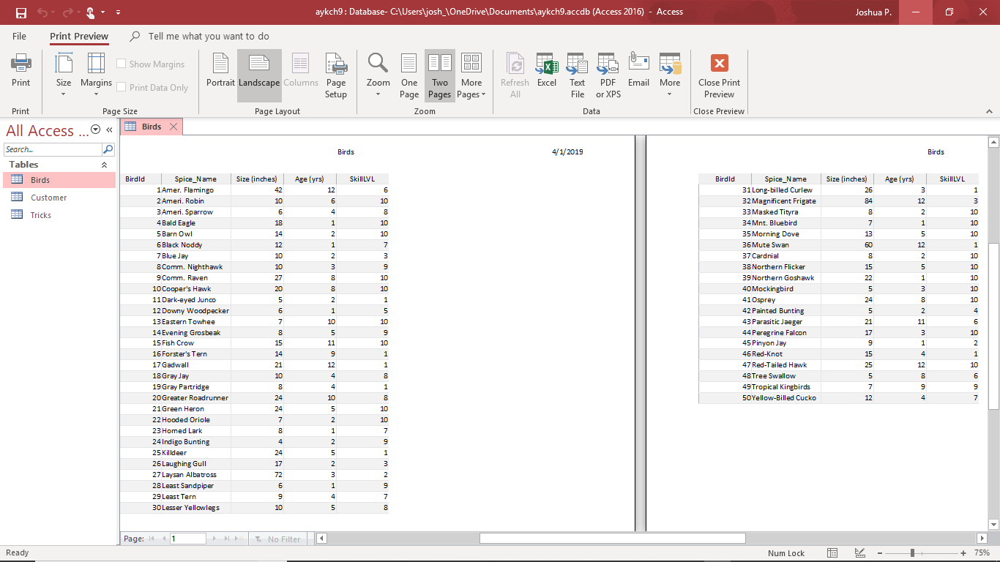 aykch9 : Database- C:\Users\josh_\OneDrive\Documents\aykch9.accdb (Access 2016) - Access Joshua P.
File Print Preview Tell me what you want to do
Print
Size
Margins
Show Margins
Print Data Only
Portrait
Landscape
Columns
Page Setup
Zoom
One Page
Two Pages
More Pages
Refresh All
Excel
Text File
PDF or XPS
Email
More
Close Print Preview
Print Page Size Page Layout Zoom Data Close Preview
All Access ... «
Search...
Tables
Birds
Customer
Tricks
Birds
Birds 4/1/2019
BirdId Spice_Name Size (inches) Age (yrs) SkillLVL
1 Amer. Flamingo 42 12 6
2 Ameri. Robin 10 6 10
3 Ameri. Sparrow 6 4 8
4 Bald Eagle 18 1 10
5 Barn Owl 14 2 10
6 Black Noddy 12 1 7
7 Blue Jay 10 2 3
8 Comm. Nighthawk 10 3 9
9 Comm. Raven 27 8 10
10 Cooper's Hawk 20 8 10
11 Dark-eyed Junco 5 2 1
12 Downy Woodpecker 6 1 5
13 Eastern Towhee 7 10 10
14 Evening Grosbeak 8 5 9
15 Fish Crow 15 11 10
16 Forster's Tern 14 9 1
17 Gadwall 21 12 1
18 Gray Jay 10 4 8
19 Gray Partridge 8 4 1
20 Greater Roadrunner 24 10 8
21 Green Heron 24 5 10
22 Hooded Oriole 7 2 10
23 Horned Lark 8 1 7
24 Indigo Bunting 4 2 9
25 Killdeer 24 5 1
26 Laughing Gull 17 2 3
27 Laysan Albatross 72 3 2
28 Least Sandpiper 6 1 9
29 Least Tern 9 4 7
30 Lesser Yellowlegs 10 5 8
Birds
BirdId Spice_Name Size (inches) Age (yrs) SkillLVL
31 Long-billed Curlew 26 3 1
32 Magnificent Frigate 84 12 3
33 Masked Tityra 8 2 10
34 Mnt. Bluebird 7 1 10
35 Morning Dove 13 5 10
36 Mute Swan 60 12 1
37 Cardnial 8 2 10
38 Northern Flicker 15 5 10
39 Northern Goshawk 22 1 10
40 Mockingbird 5 3 10
41 Osprey 24 8 10
42 Painted Bunting 5 2 4
43 Parasitic Jaeger 21 11 6
44 Peregrine Falcon 17 3 10
45 Pinyon Jay 9 1 2
46 Red-Knot 15 4 1
47 Red-Tailed Hawk 25 12 10
48 Tree Swallow 5 8 6
49 Tropical Kingbirds 7 9 9
50 Yellow-Billed Cucko 12 4 7
Page: 1 No Filter
Ready Num Lock 75%